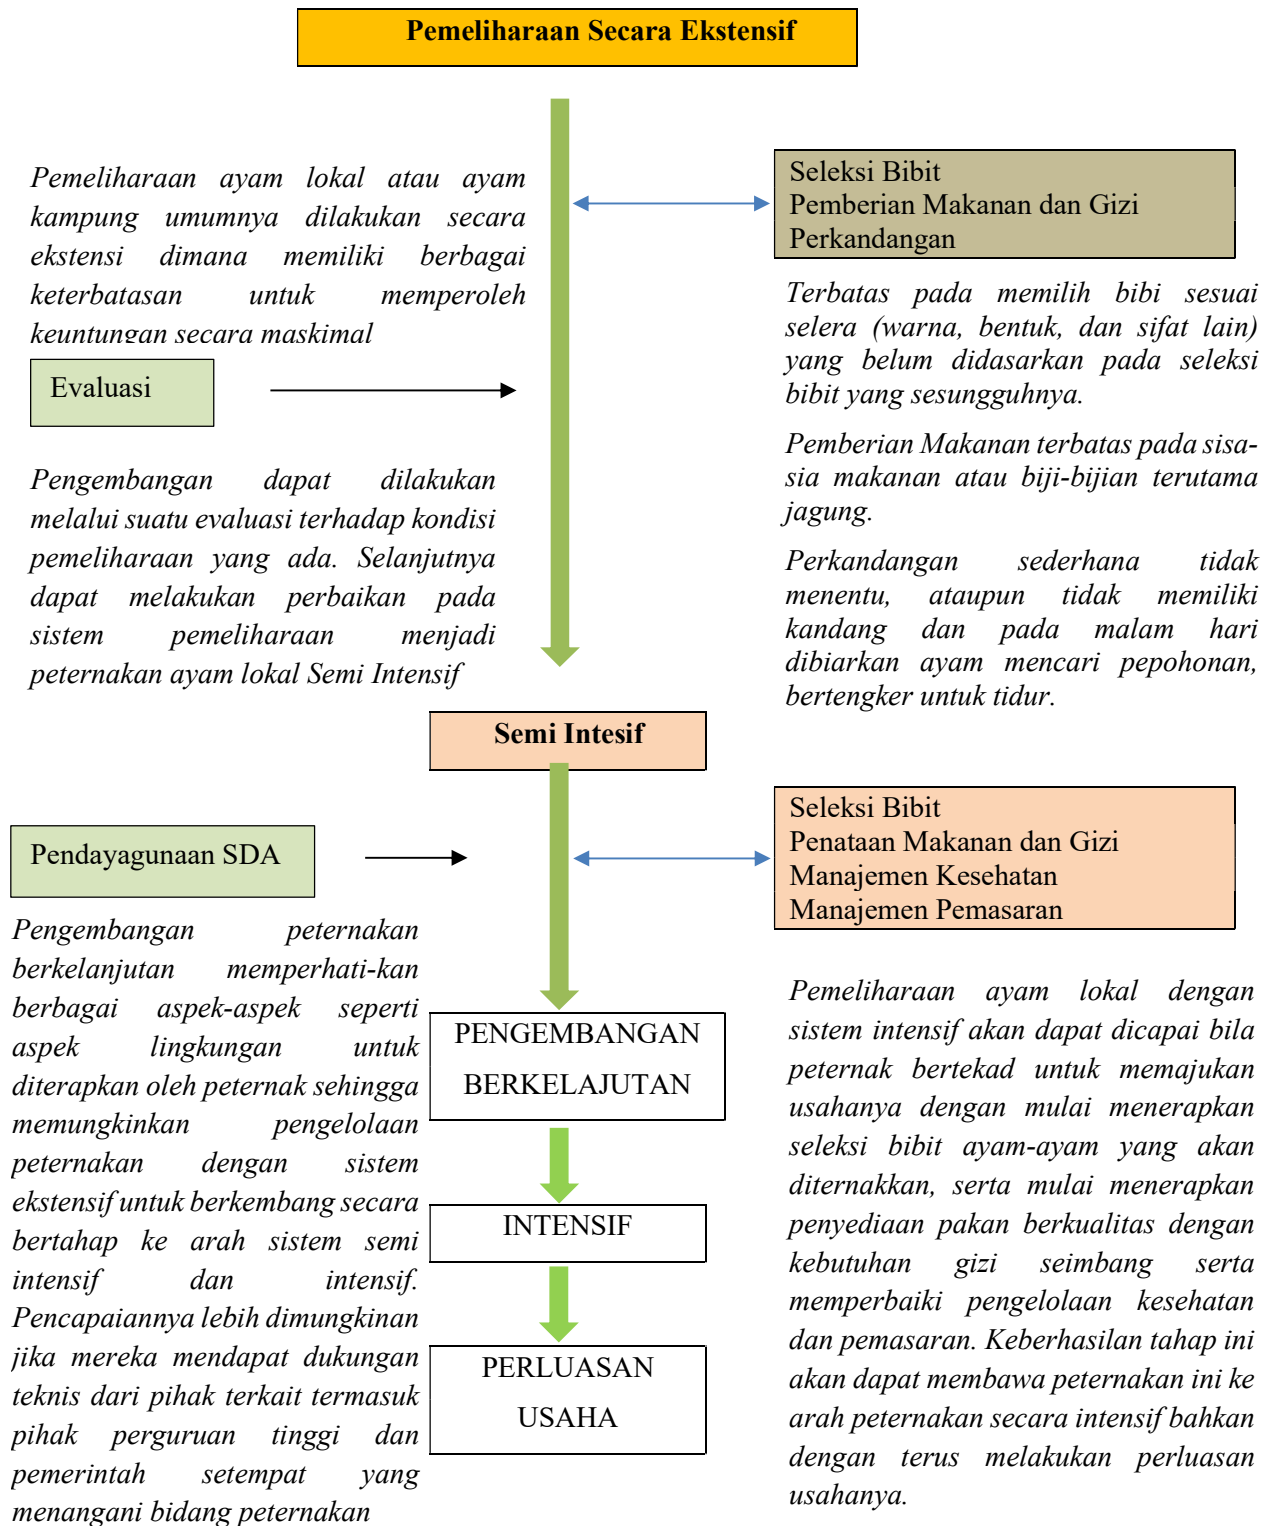 Pemeliharaan Secara Ekstensif
Pemeliharaan ayam lokal atau ayam
kampung umumnya dilakukan secara
ekstensi dimana memiliki berbagai
keterbatasan untuk memperoleh
keuntungan secara maskimal
Seleksi Bibit
Pemberian Makanan dan Gizi
Perkandangan
Terbatas pada memilih bibi sesuai
selera (warna, bentuk, dan sifat lain)
yang belum didasarkan pada seleksi
bibit yang sesungguhnya.
Pemberian Makanan terbatas pada sisa-
sia makanan atau biji-bijian terutama
jagung.
Perkandangan sederhana tidak
menentu, ataupun tidak memiliki
kandang dan pada malam hari
dibiarkan ayam mencari pepohonan,
bertengker untuk tidur.
Evaluasi
Pengembangan dapat dilakukan
melalui suatu evaluasi terhadap kondisi
pemeliharaan yang ada. Selanjutnya
dapat melakukan perbaikan pada
sistem pemeliharaan menjadi
peternakan ayam lokal Semi Intensif
Semi Intesif
Seleksi Bibit
Penataan Makanan dan Gizi
Manajemen Kesehatan
Manajemen Pemasaran
Pendayagunaan SDA
Pengembangan peternakan
berkelanjutan memperhati-kan
berbagai aspek-aspek seperti
aspek lingkungan untuk
diterapkan oleh peternak sehingga
memungkinkan pengelolaan
peternakan dengan sistem
ekstensif untuk berkembang secara
bertahap ke arah sistem semi
intensif dan intensif.
Pencapaiannya lebih dimungkinan
jika mereka mendapat dukungan
teknis dari pihak terkait termasuk
pihak perguruan tinggi dan
pemerintah setempat yang
menangani bidang peternakan
PENGEMBANGAN
BERKELAJUTAN
INTENSIF
PERLUASAN
USAHA
Pemeliharaan ayam lokal dengan
sistem intensif akan dapat dicapai bila
peternak bertekad untuk memajukan
usahanya dengan mulai menerapkan
seleksi bibit ayam-ayam yang akan
diternakkan, serta mulai menerapkan
penyediaan pakan berkualitas dengan
kebutuhan gizi seimbang serta
memperbaiki pengelolaan kesehatan
dan pemasaran. Keberhasilan tahap ini
akan dapat membawa peternakan ini ke
arah peternakan secara intensif bahkan
dengan terus melakukan perluasan
usahanya.